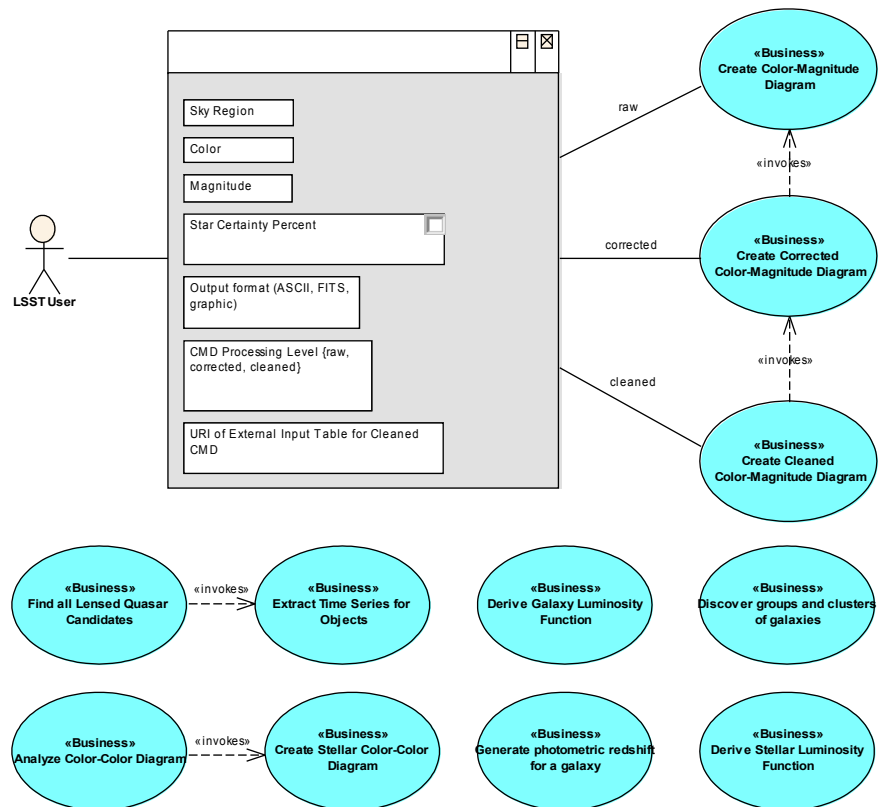 «Business»
Create Color-Magnitude
Diagram
raw
Sky Region
Color
Magnitude
«invokes»
Star Certainty Percent
corrected
«Business»
Create Corrected
Color-Magnitude Diagram
LSST User
Output format (ASCII, FITS,
graphic)
CMD Processing Level {raw,
corrected, cleaned}
«invokes»
cleaned
URI of External Input Table for Cleaned
CMD
«Business»
Create Cleaned
Color-Magnitude Diagram
«Business»
Find all Lensed Quasar
Candidates
«invokes»
«Business»
Extract Time Series for
Objects
«Business»
Derive Galaxy Luminosity
Function
«Business»
Discover groups and clusters
of galaxies
«Business»
Analyze Color-Color Diagram
«invokes»
«Business»
Create Stellar Color-Color
Diagram
«Business»
Generate photometric redshift
for a galaxy
«Business»
Derive Stellar Luminosity
Function